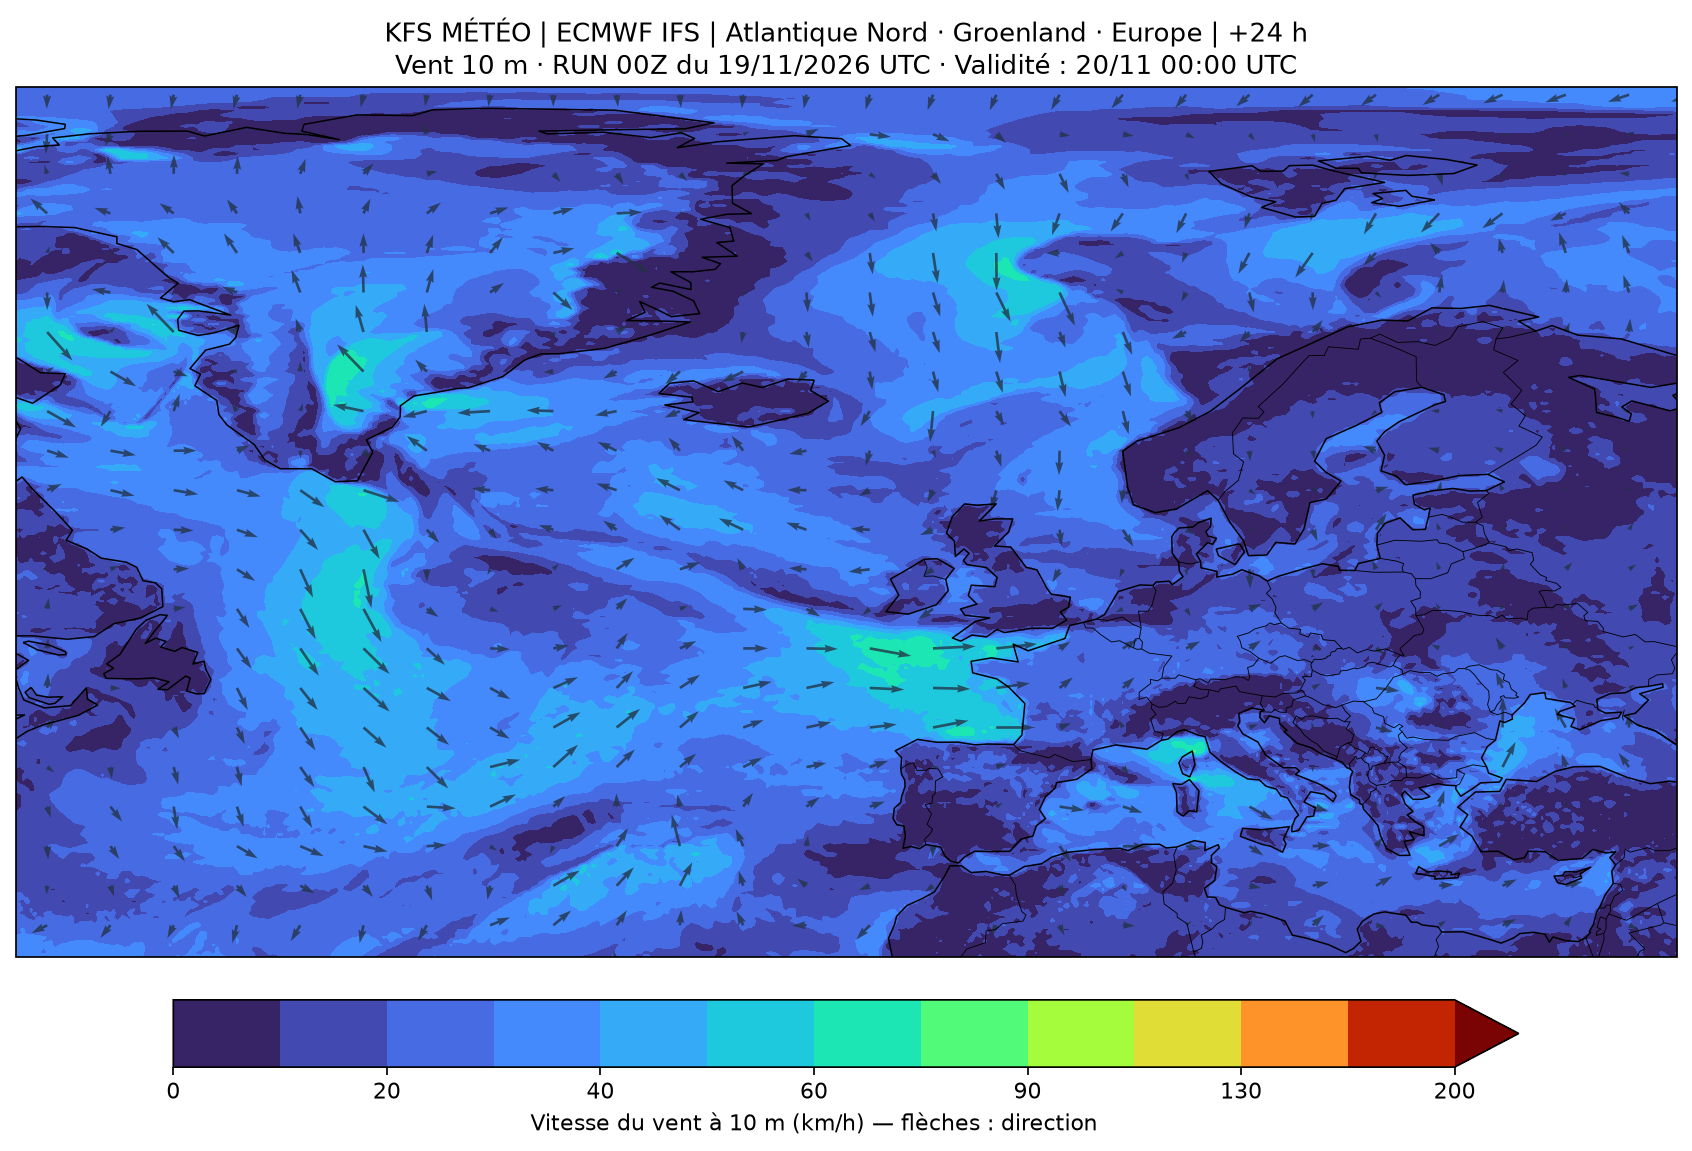 KFS MÉTÉO | ECMWF IFS | Atlantique Nord · Groenland · Europe | +24 h
Vent 10 m · RUN 00Z du 19/11/2026 UTC · Validité : 20/11 00:00 UTC
0 20 40 60 90 130 200
Vitesse du vent à 10 m (km/h) — flèches : direction